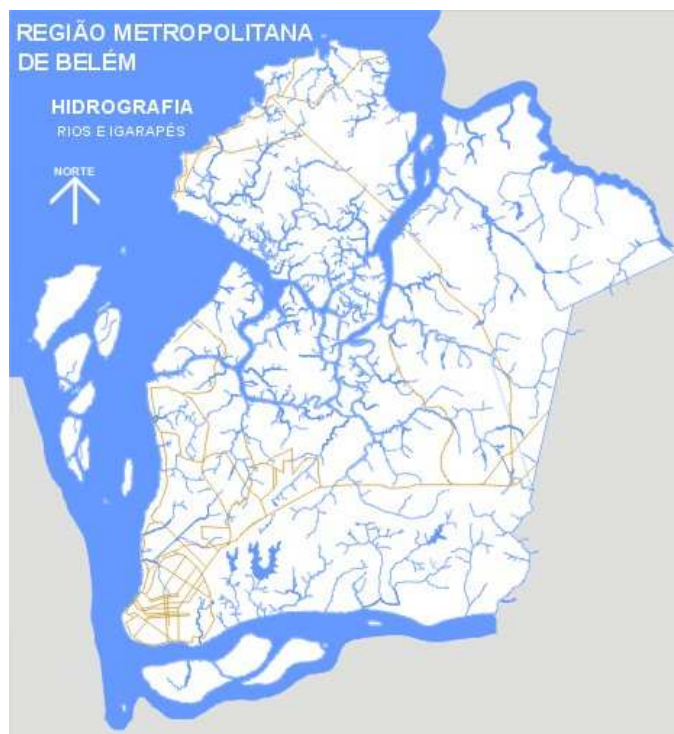 REGIÃO METROPOLITANA
DE BELÉM
HIDROGRAFIA
RIOS E IGARAPÉS
NORTE